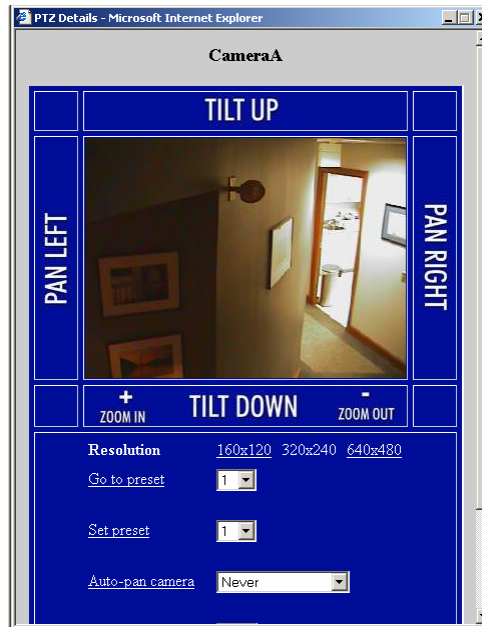 PTZ Details - Microsoft Internet Explorer
CameraA
TILT UP
PAN LEFT
PAN RIGHT
+ ZOOM IN
TILT DOWN
- ZOOM OUT
Resolution 160x120 320x240 640x480
Go to preset 1
Set preset 1
Auto-pan camera Never